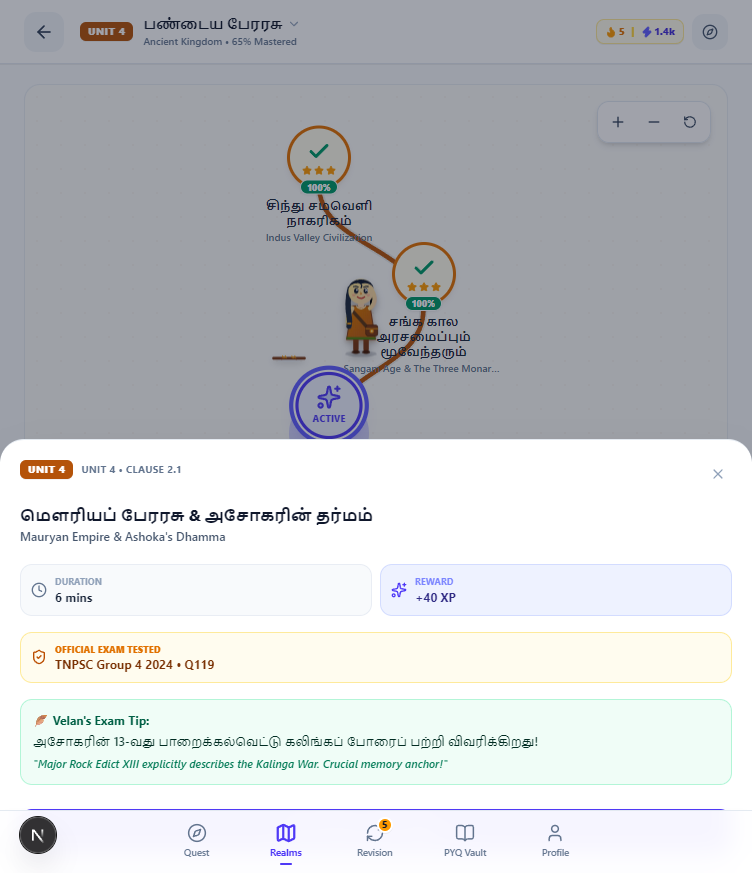 UNIT 4
பண்டைய பேரரசு
Ancient Kingdom • 65% Mastered
5 | 1.4k
100%
சிந்து சமவெளி
நாகரிகம்
Indus Valley Civilization
100%
சங்க கால
அரசமைப்பும்
மூவேந்தரும்
Sangam Age & The Three Monar...
ACTIVE
UNIT 4
UNIT 4 • CLAUSE 2.1
மௌரியப் பேரரசு & அசோகரின் தர்மம்
Mauryan Empire & Ashoka's Dhamma
DURATION
6 mins
REWARD
+40 XP
OFFICIAL EXAM TESTED
TNPSC Group 4 2024 • Q119
Velan's Exam Tip:
அசோகரின் 13-வது பாறைக்கல்வெட்டு கலிங்கப் போரைப் பற்றி விவரிக்கிறது!
"Major Rock Edict XIII explicitly describes the Kalinga War. Crucial memory anchor!"
N
5
Quest
Realms
Revision
PYQ Vault
Profile